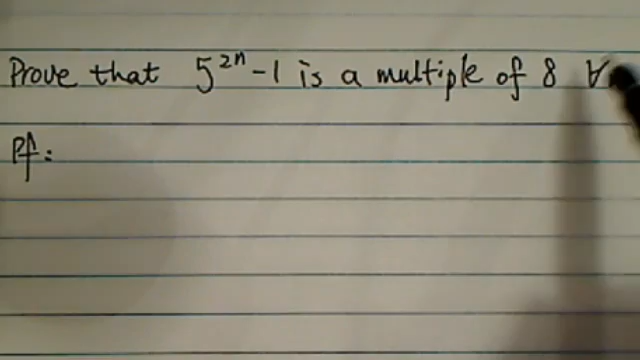 Prove that 5^{2n} - 1 is a multiple of 8 ∀
Pf: